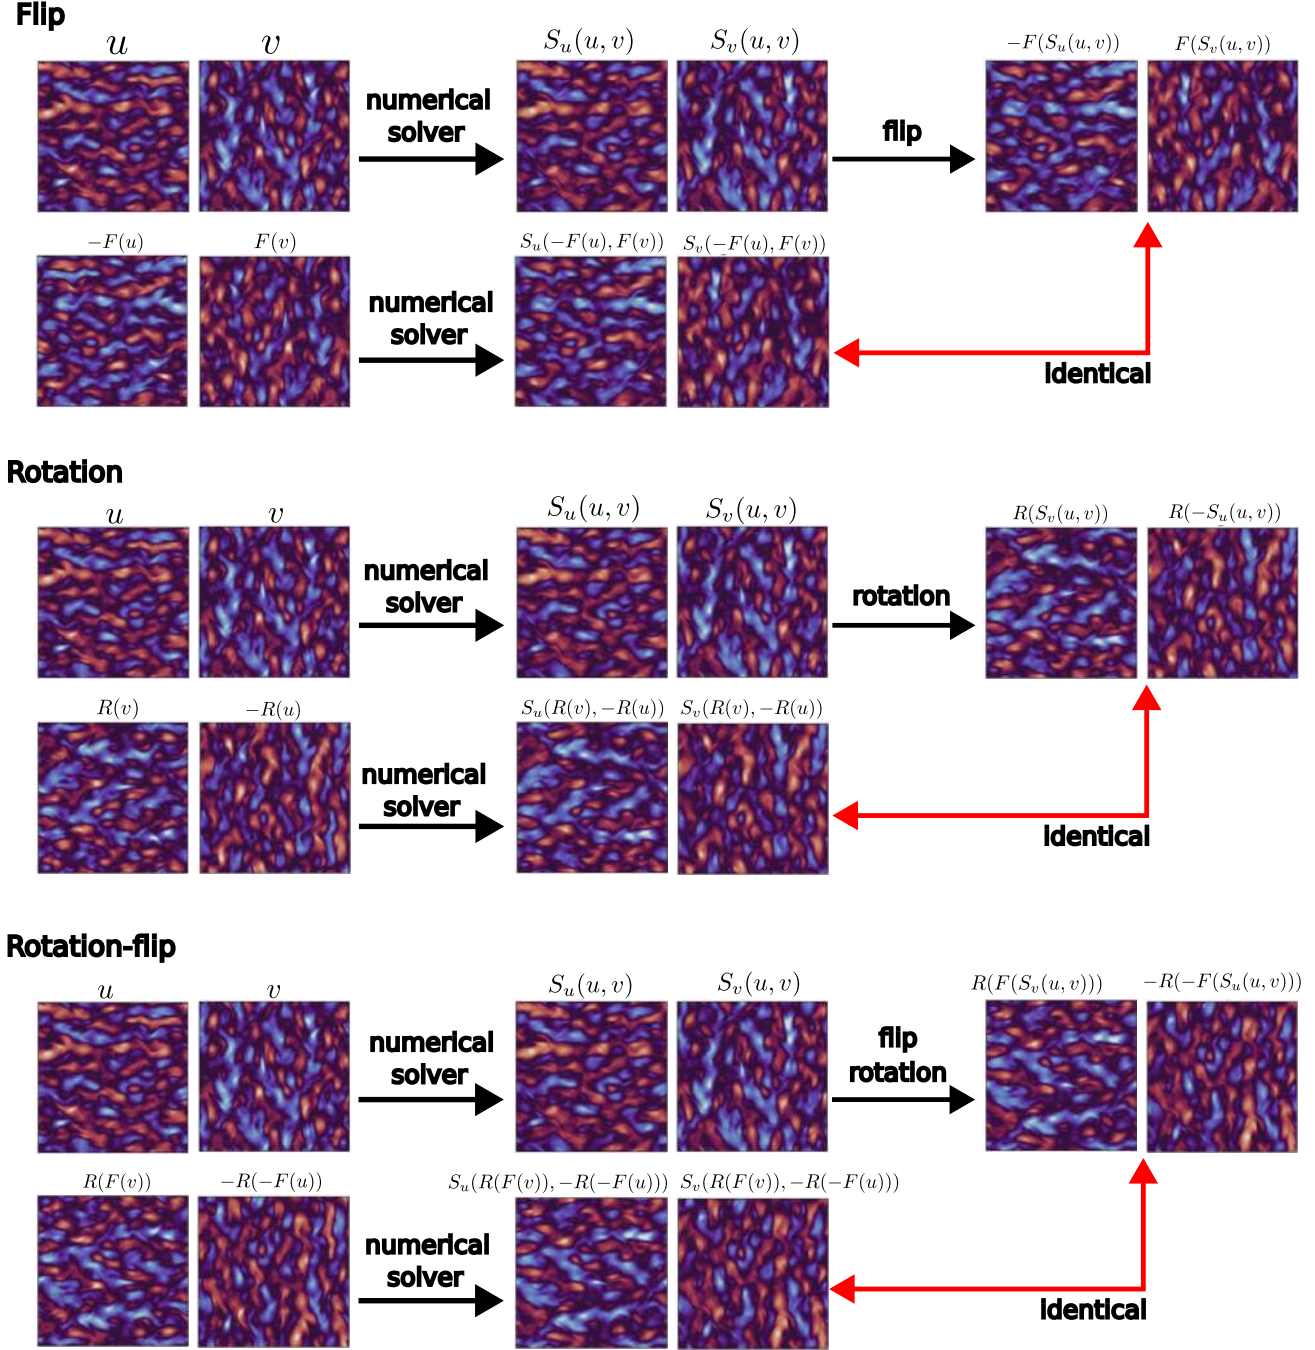 Flip
u v S_u(u, v) S_v(u, v) −F(S_u(u, v)) F(S_v(u, v))
numerical
solver
flip
−F(u) F(v) S_u(−F(u), F(v)) S_v(−F(u), F(v))
numerical
solver
identical
Rotation
u v S_u(u, v) S_v(u, v) R(S_v(u, v)) R(−S_u(u, v))
numerical
solver
rotation
R(v) −R(u) S_u(R(v), −R(u)) S_v(R(v), −R(u))
numerical
solver
identical
Rotation-flip
u v S_u(u, v) S_v(u, v) R(F(S_v(u, v))) −R(−F(S_u(u, v)))
numerical
solver
flip
rotation
R(F(v)) −R(−F(u)) S_u(R(F(v)), −R(−F(u))) S_v(R(F(v)), −R(−F(u)))
numerical
solver
identical